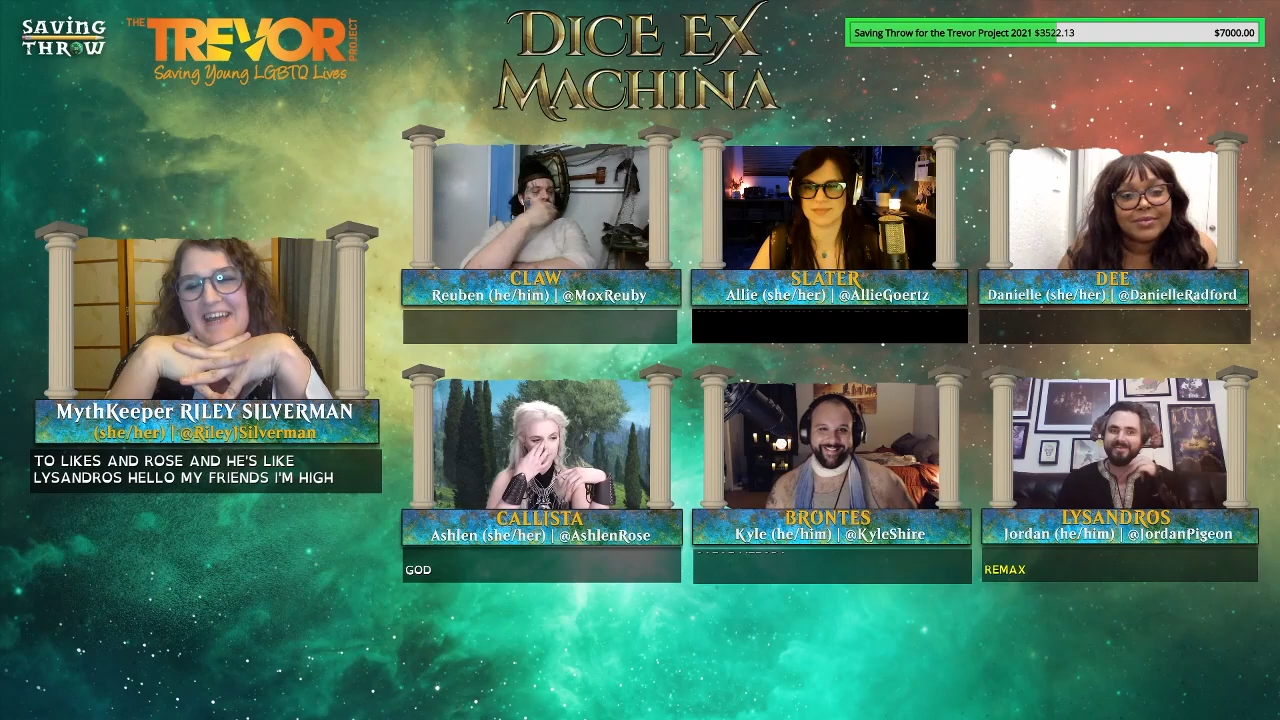 SAVING
THROW
THE
TREVOR
PROJECT
Saving Young LGBTQ Lives
DICE EX
MACHINA
Saving Throw for the Trevor Project 2021 $3522.13
$7000.00
CLAW
Reuben (he/him) | @MoxReuby
SLATER
Allie (she/her) | @AllieGoertz
DEE
Danielle (she/her) | @DanielleRadford
MythKeeper RILEY SILVERMAN
(she/her) | @RileyJSilverman
TO LIKES AND ROSE AND HE'S LIKE
LYSANDROS HELLO MY FRIENDS I'M HIGH
CALLISTA
Ashlen (she/her) | @AshlenRose
GOD
BRONTES
Kyle (he/him) | @KyleShire
LYSANDROS
Jordan (he/him) | @JordanPigeon
REMAX